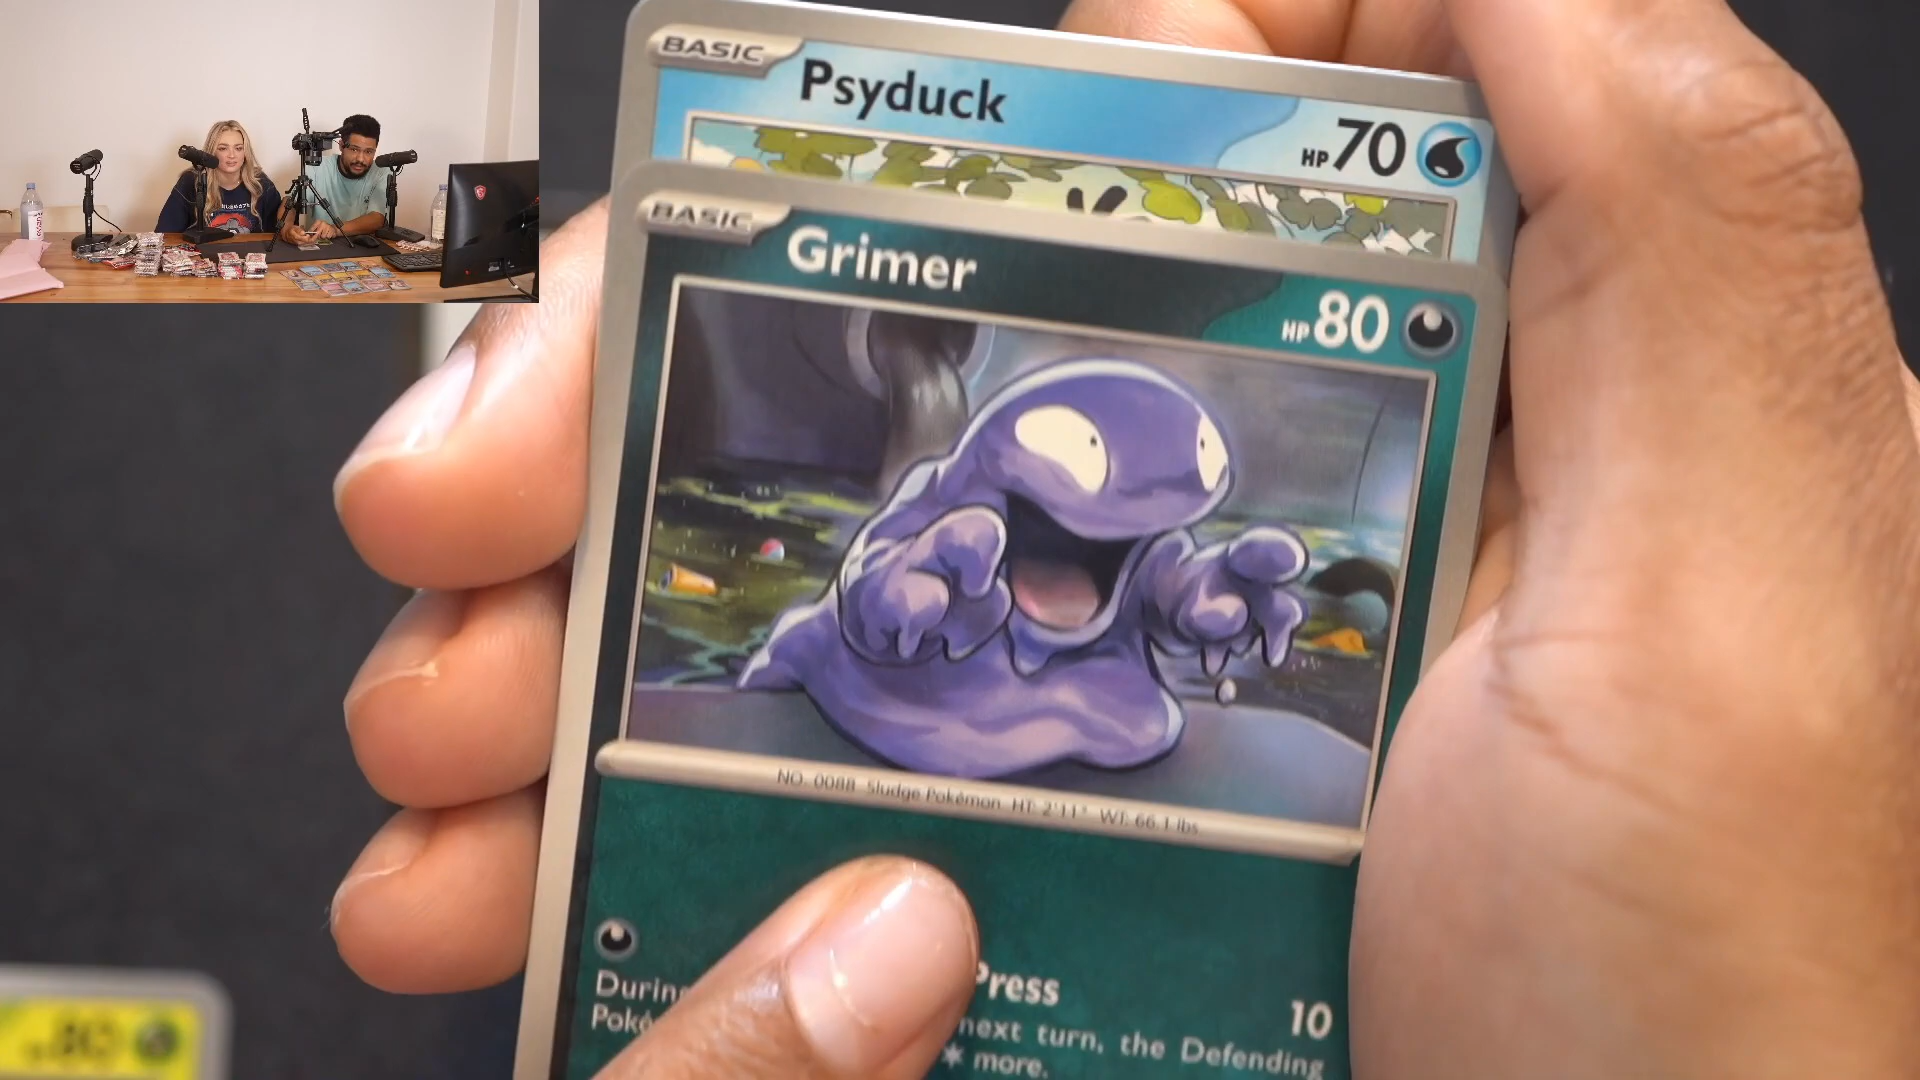 BASIC
Psyduck
HP 70
BASIC
Grimer
HP 80
NO. 0088 Sludge Pokémon HT: 2'11" WT: 66.1 lbs
Press
10
next turn, the Defending
more.
80